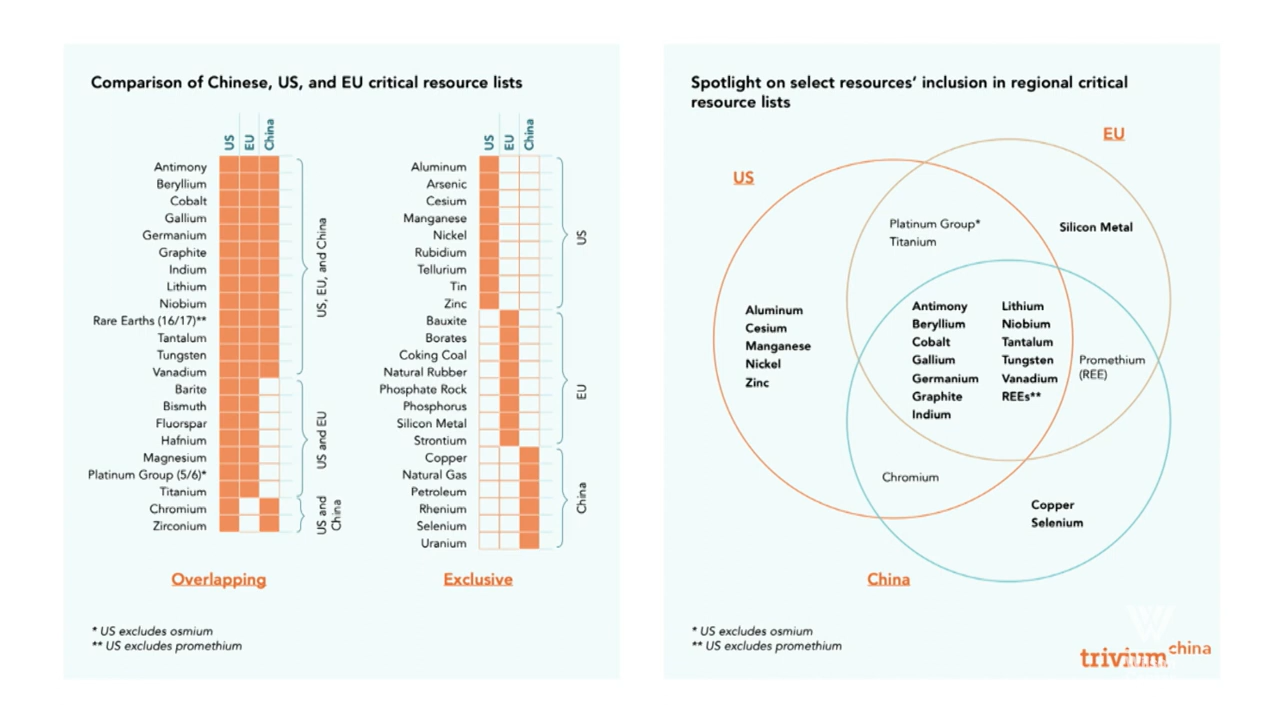 Comparison of Chinese, US, and EU critical resource lists
US
EU
China
Antimony
Beryllium
Cobalt
Gallium
Germanium
Graphite
Indium
Lithium
Niobium
Rare Earths (16/17)**
Tantalum
Tungsten
Vanadium
Barite
Bismuth
Fluorspar
Hafnium
Magnesium
Platinum Group (5/6)*
Titanium
Chromium
Zirconium
US, EU, and China
US and EU
US and
China
Overlapping
US
EU
China
Aluminum
Arsenic
Cesium
Manganese
Nickel
Rubidium
Tellurium
Tin
Zinc
Bauxite
Borates
Coking Coal
Natural Rubber
Phosphate Rock
Phosphorus
Silicon Metal
Strontium
Copper
Natural Gas
Petroleum
Rhenium
Selenium
Uranium
US
EU
China
Exclusive
* US excludes osmium
** US excludes promethium
Spotlight on select resources’ inclusion in regional critical
resource lists
EU
US
Platinum Group*
Titanium
Silicon Metal
Aluminum
Cesium
Manganese
Nickel
Zinc
Antimony
Beryllium
Cobalt
Gallium
Germanium
Graphite
Indium
Lithium
Niobium
Tantalum
Tungsten
Vanadium
REEs**
Promethium
(REE)
Chromium
Copper
Selenium
China
* US excludes osmium
** US excludes promethium
trivium china